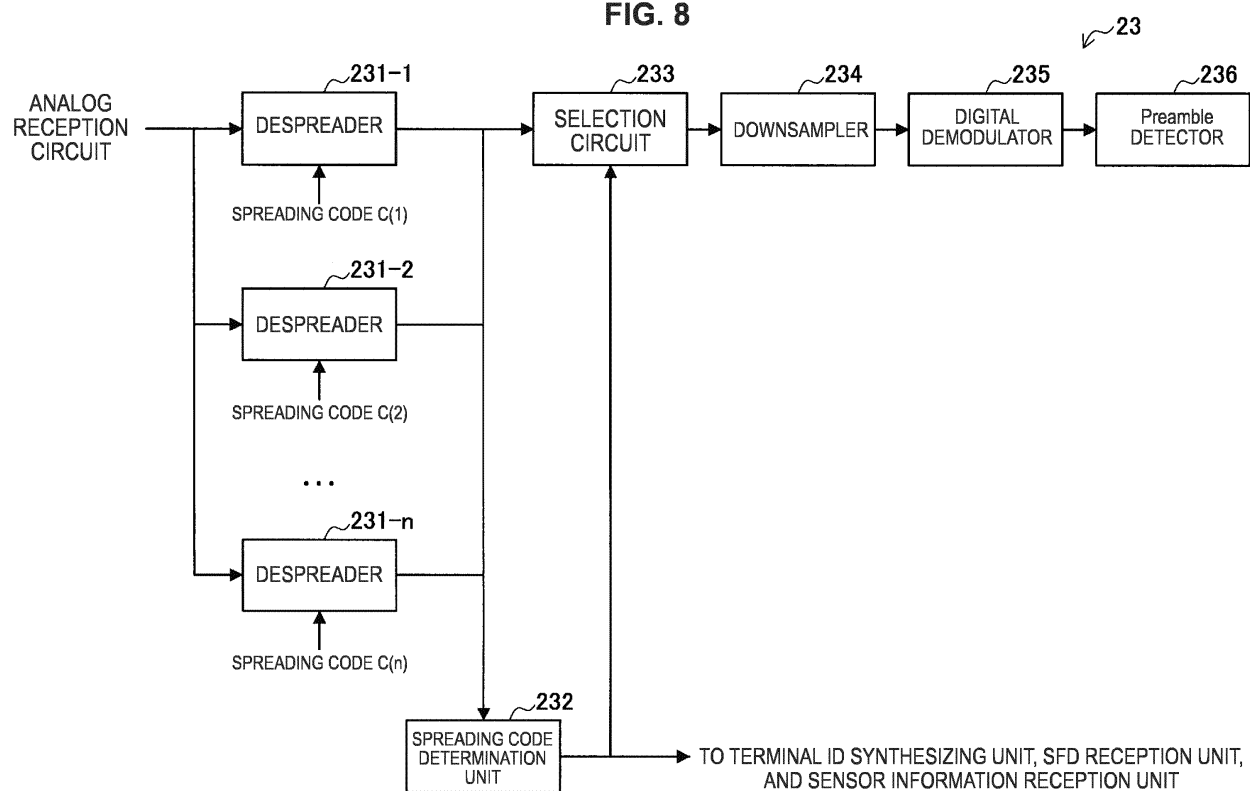 FIG. 8
23
231-1
233
234
235
236
ANALOG
RECEPTION
CIRCUIT
DESPREADER
SELECTION
CIRCUIT
DOWNSAMPLER
DIGITAL
DEMODULATOR
Preamble
DETECTOR
SPREADING CODE C(1)
231-2
DESPREADER
SPREADING CODE C(2)
...
231-n
DESPREADER
SPREADING CODE C(n)
232
SPREADING CODE
DETERMINATION
UNIT
TO TERMINAL ID SYNTHESIZING UNIT, SFD RECEPTION UNIT,
AND SENSOR INFORMATION RECEPTION UNIT